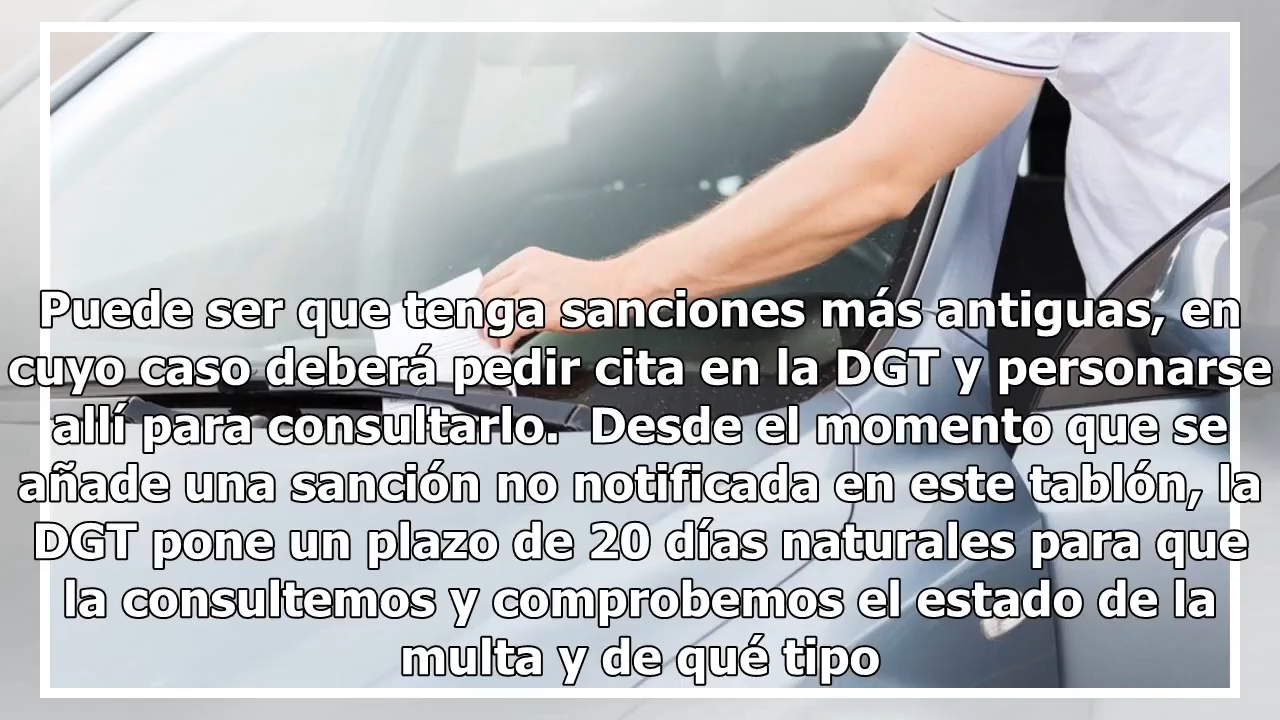 Puede ser que tenga sanciones más antiguas, en
cuyo caso deberá pedir cita en la DGT y personarse
allí para consultarlo.  Desde el momento que se
añade una sanción no notificada en este tablón, la
DGT pone un plazo de 20 días naturales para que
la consultemos y comprobemos el estado de la
multa y de qué tipo